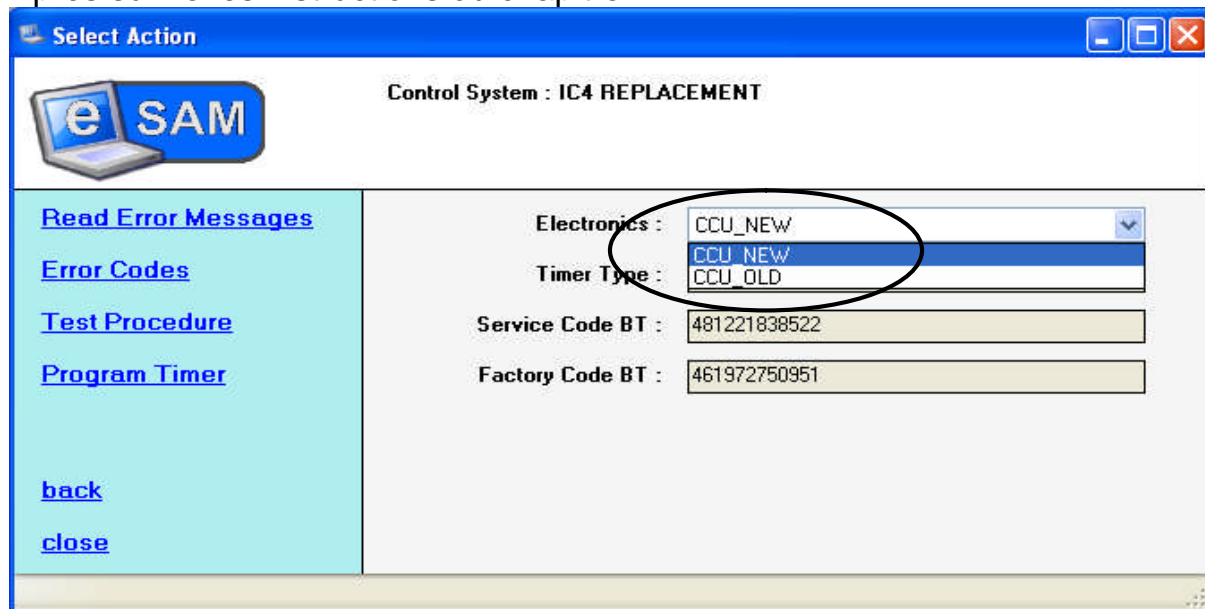 Select Action
e SAM
Control System : IC4 REPLACEMENT
Read Error Messages
Error Codes
Test Procedure
Program Timer
back
close
Electronics : CCU_NEW
CCU_NEW
Timer Type : CCU_OLD
Service Code BT : 481221838522
Factory Code BT : 461972750951